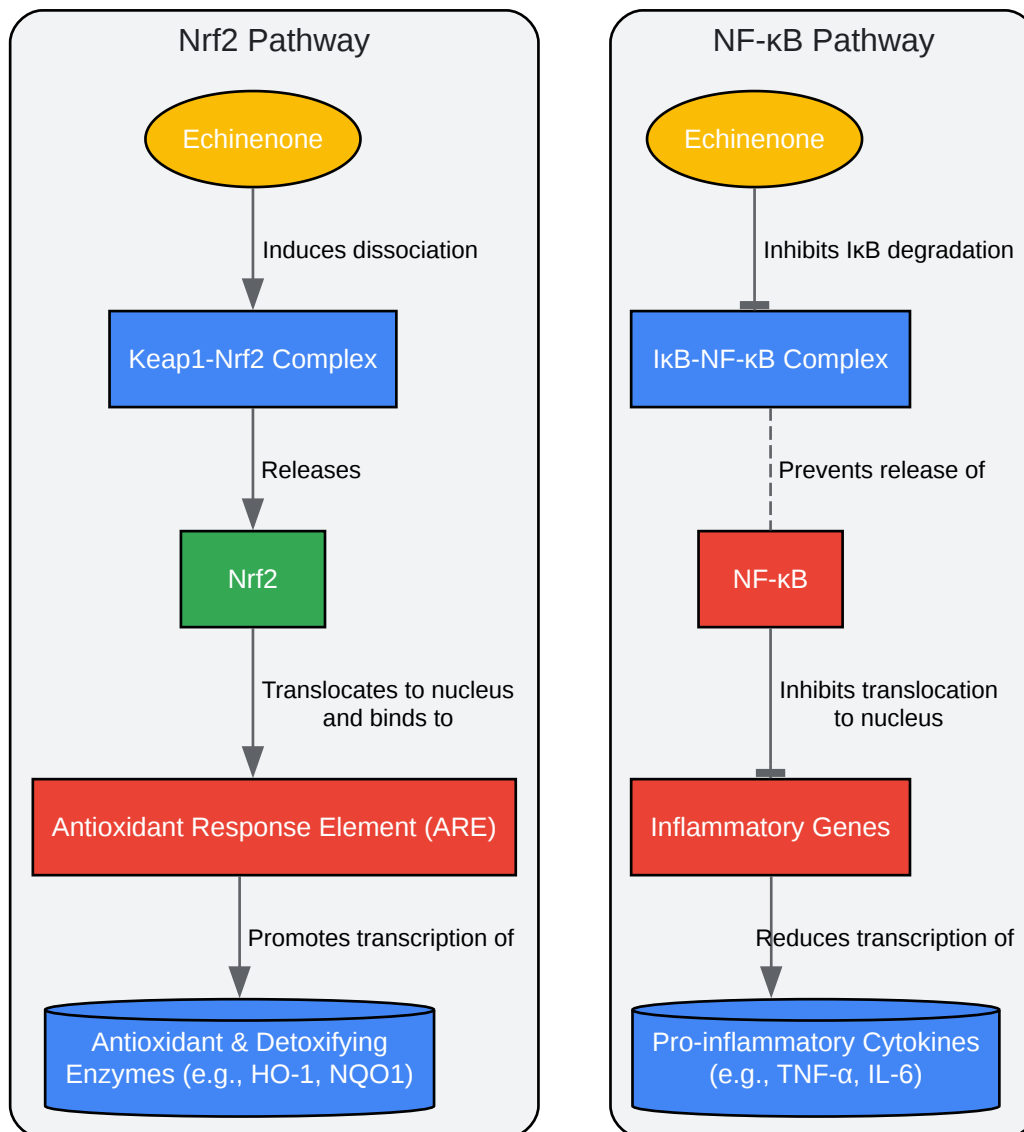 Nrf2 Pathway
Echinenone
Induces dissociation
Keap1-Nrf2 Complex
Releases
Nrf2
Translocates to nucleus
and binds to
Antioxidant Response Element (ARE)
Promotes transcription of
Antioxidant & Detoxifying
Enzymes (e.g., HO-1, NQO1)
NF-κB Pathway
Echinenone
Inhibits IκB degradation
IκB-NF-κB Complex
Prevents release of
NF-κB
Inhibits translocation
to nucleus
Inflammatory Genes
Reduces transcription of
Pro-inflammatory Cytokines
(e.g., TNF-α, IL-6)